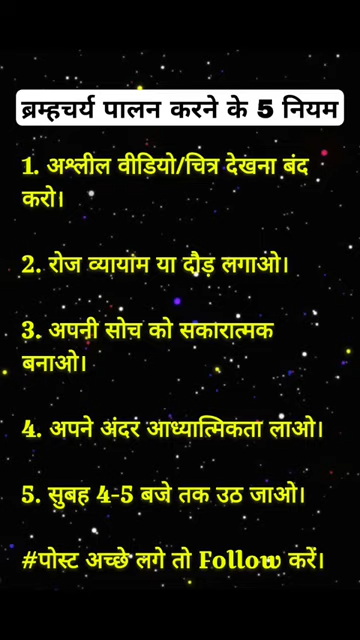 ब्रम्हचर्य पालन करने के 5 नियम
1. अश्लील वीडियो/चित्र देखना बंद
करो।
2. रोज व्यायाम या दौड़ लगाओ।
3. अपनी सोच को सकारात्मक
बनाओ।
4. अपने अंदर आध्यात्मिकता लाओ।
5. सुबह 4-5 बजे तक उठ जाओ।
#पोस्ट अच्छे लगे तो Follow करें।